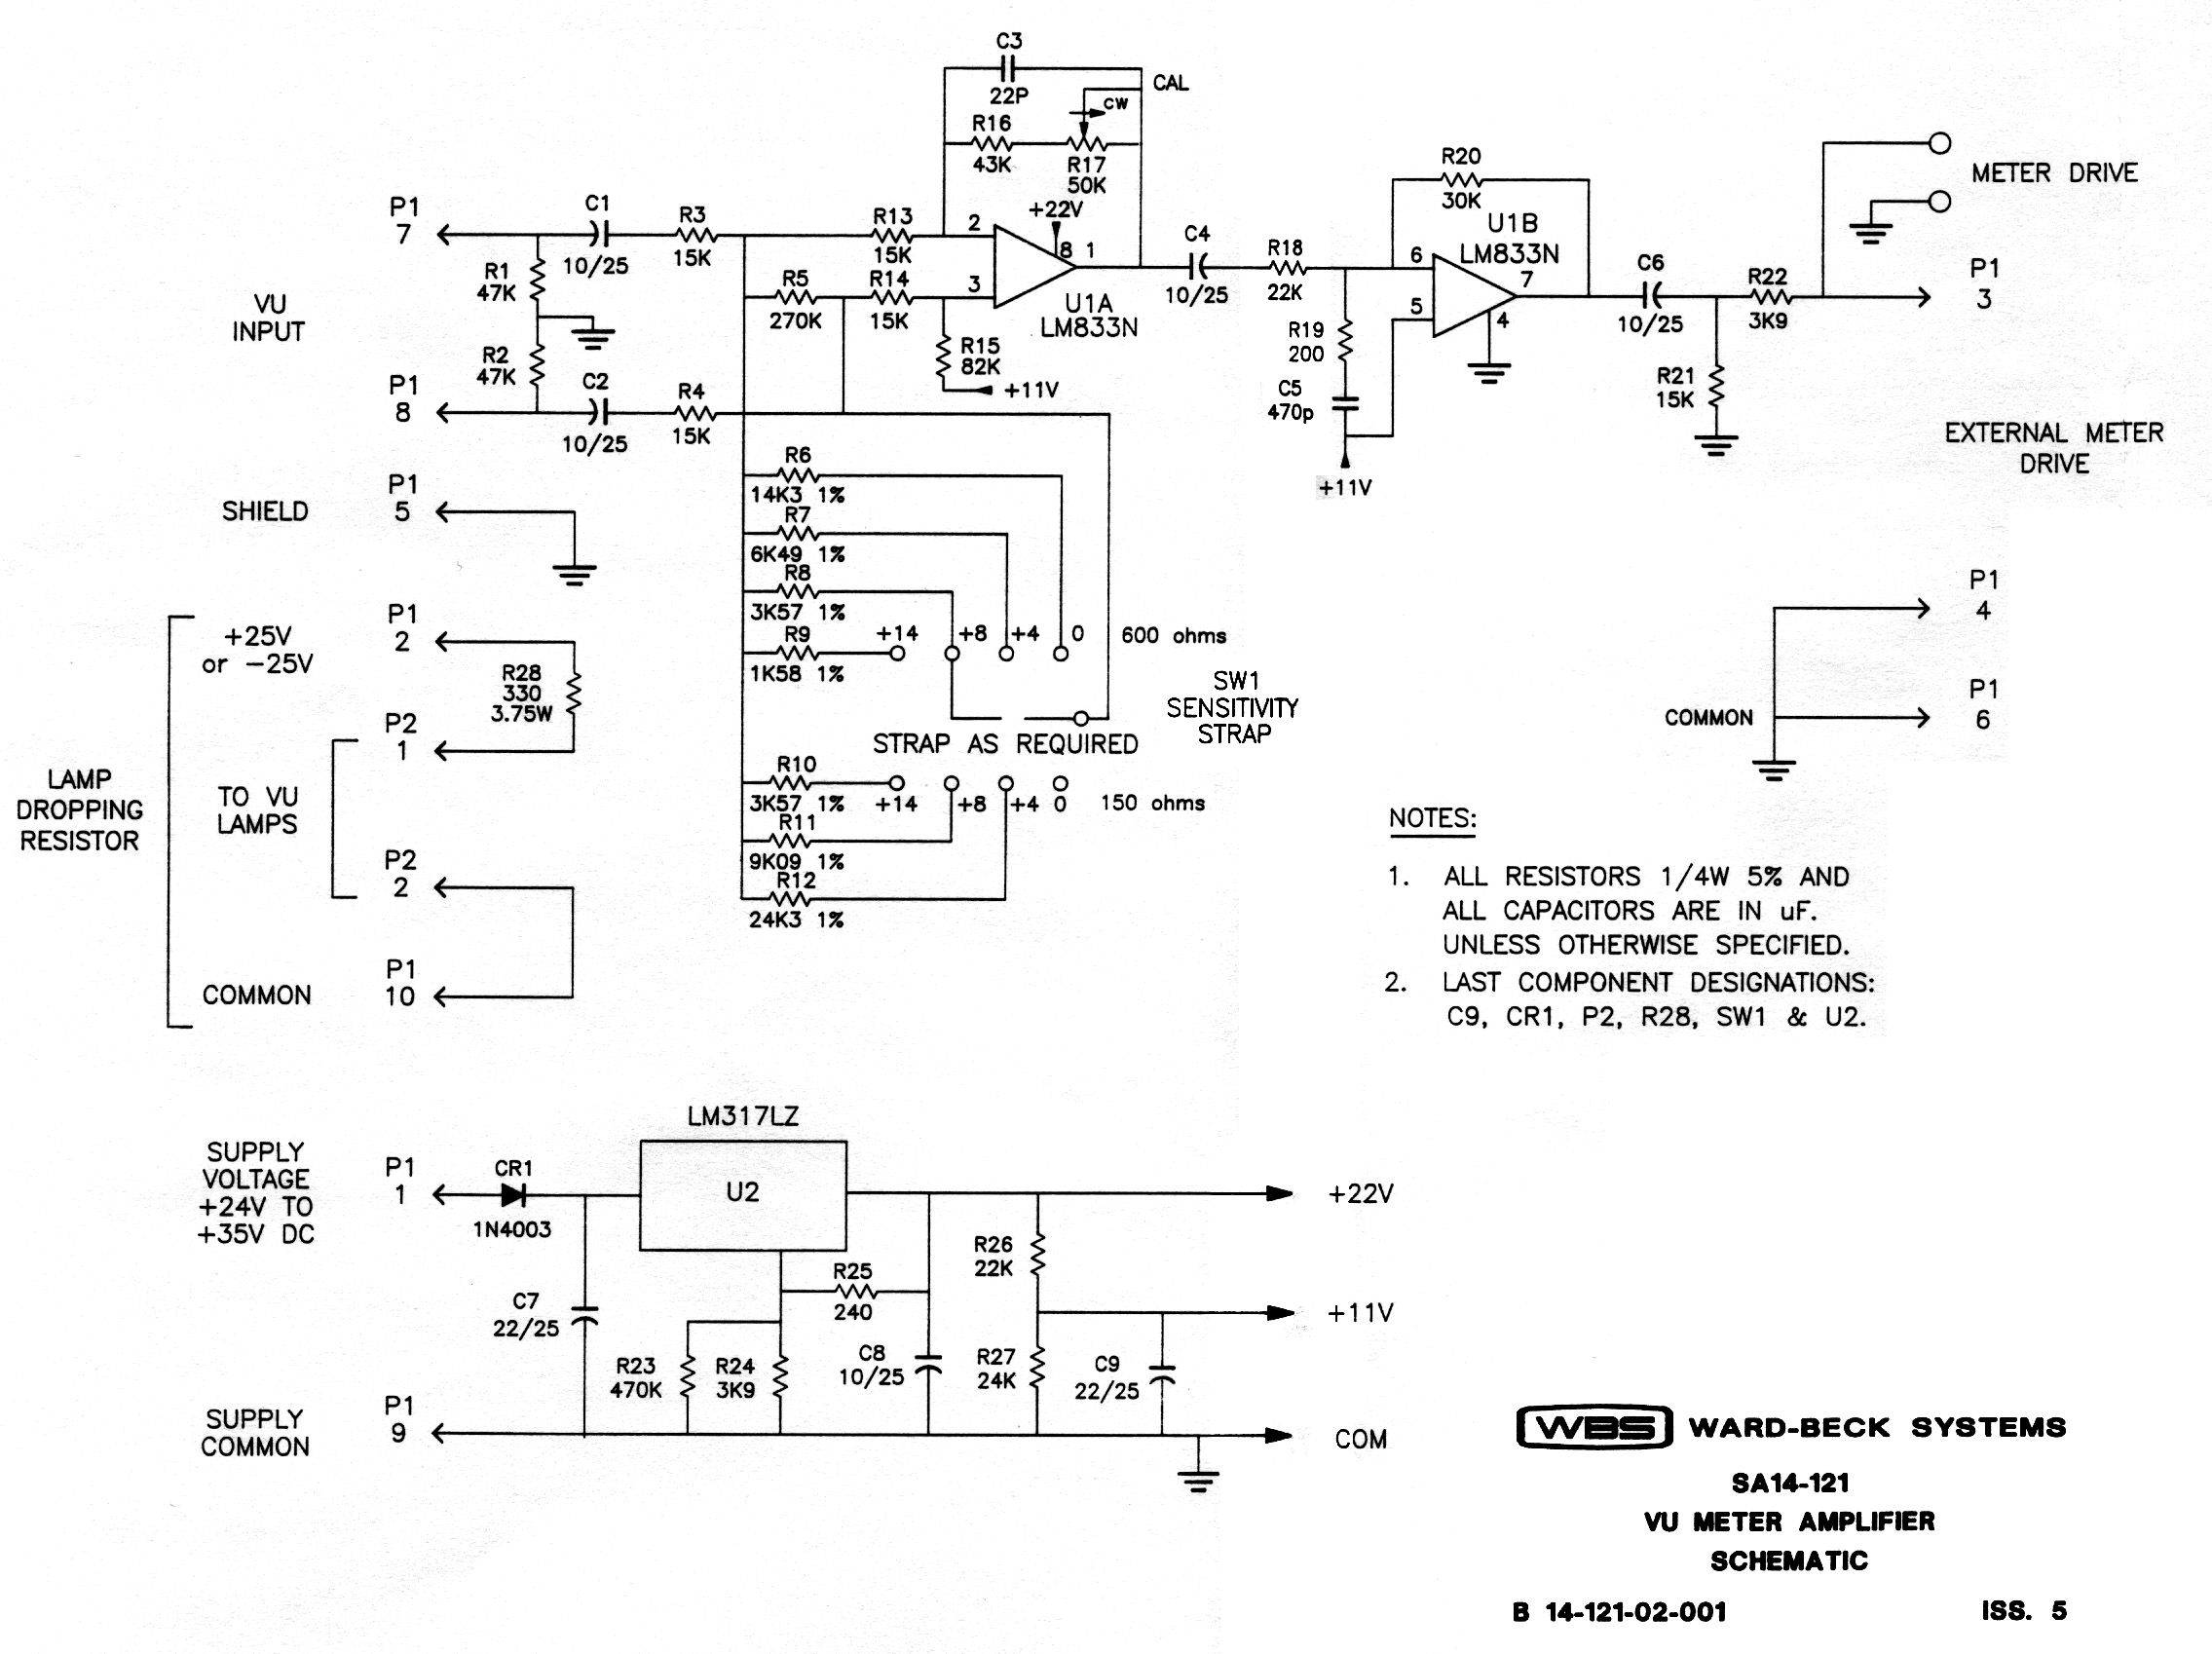 C3
22P
CAL
CW
R16
43K
R17
50K
+22V
P1
7
C1
10/25
R3
15K
R13
15K
2
8
1
R1
47K
VU
INPUT
R5
270K
R14
15K
3
U1A
LM833N
R2
47K
R15
82K
+11V
P1
8
C2
10/25
R4
15K
C4
10/25
R18
22K
R20
30K
U1B
LM833N
6
7
5
4
R19
200
C5
470p
+11V
C6
10/25
R22
3K9
R21
15K
METER DRIVE
P1
3
EXTERNAL METER
DRIVE
SHIELD
P1
5
R6
14K3 1%
R7
6K49 1%
R8
3K57 1%
R9
1K58 1%
+14
+8
+4
0
600 ohms
SW1
SENSITIVITY
STRAP
STRAP AS REQUIRED
R10
3K57 1%
+14
+8
+4
0
150 ohms
R11
9K09 1%
R12
24K3 1%
+25V
or -25V
P1
2
R28
330
3.75W
P2
1
LAMP
DROPPING
RESISTOR
TO VU
LAMPS
P2
2
COMMON
P1
10
P1
4
COMMON
P1
6
NOTES:
1. ALL RESISTORS 1/4W 5% AND
ALL CAPACITORS ARE IN uF.
UNLESS OTHERWISE SPECIFIED.
2. LAST COMPONENT DESIGNATIONS:
C9, CR1, P2, R28, SW1 & U2.
LM317LZ
U2
SUPPLY
VOLTAGE
+24V TO
+35V DC
P1
1
CR1
1N4003
+22V
C7
22/25
R25
240
R26
22K
+11V
R23
470K
R24
3K9
C8
10/25
R27
24K
C9
22/25
SUPPLY
COMMON
P1
9
COM
WBS WARD-BECK SYSTEMS
SA14-121
VU METER AMPLIFIER
SCHEMATIC
B 14-121-02-001 ISS. 5